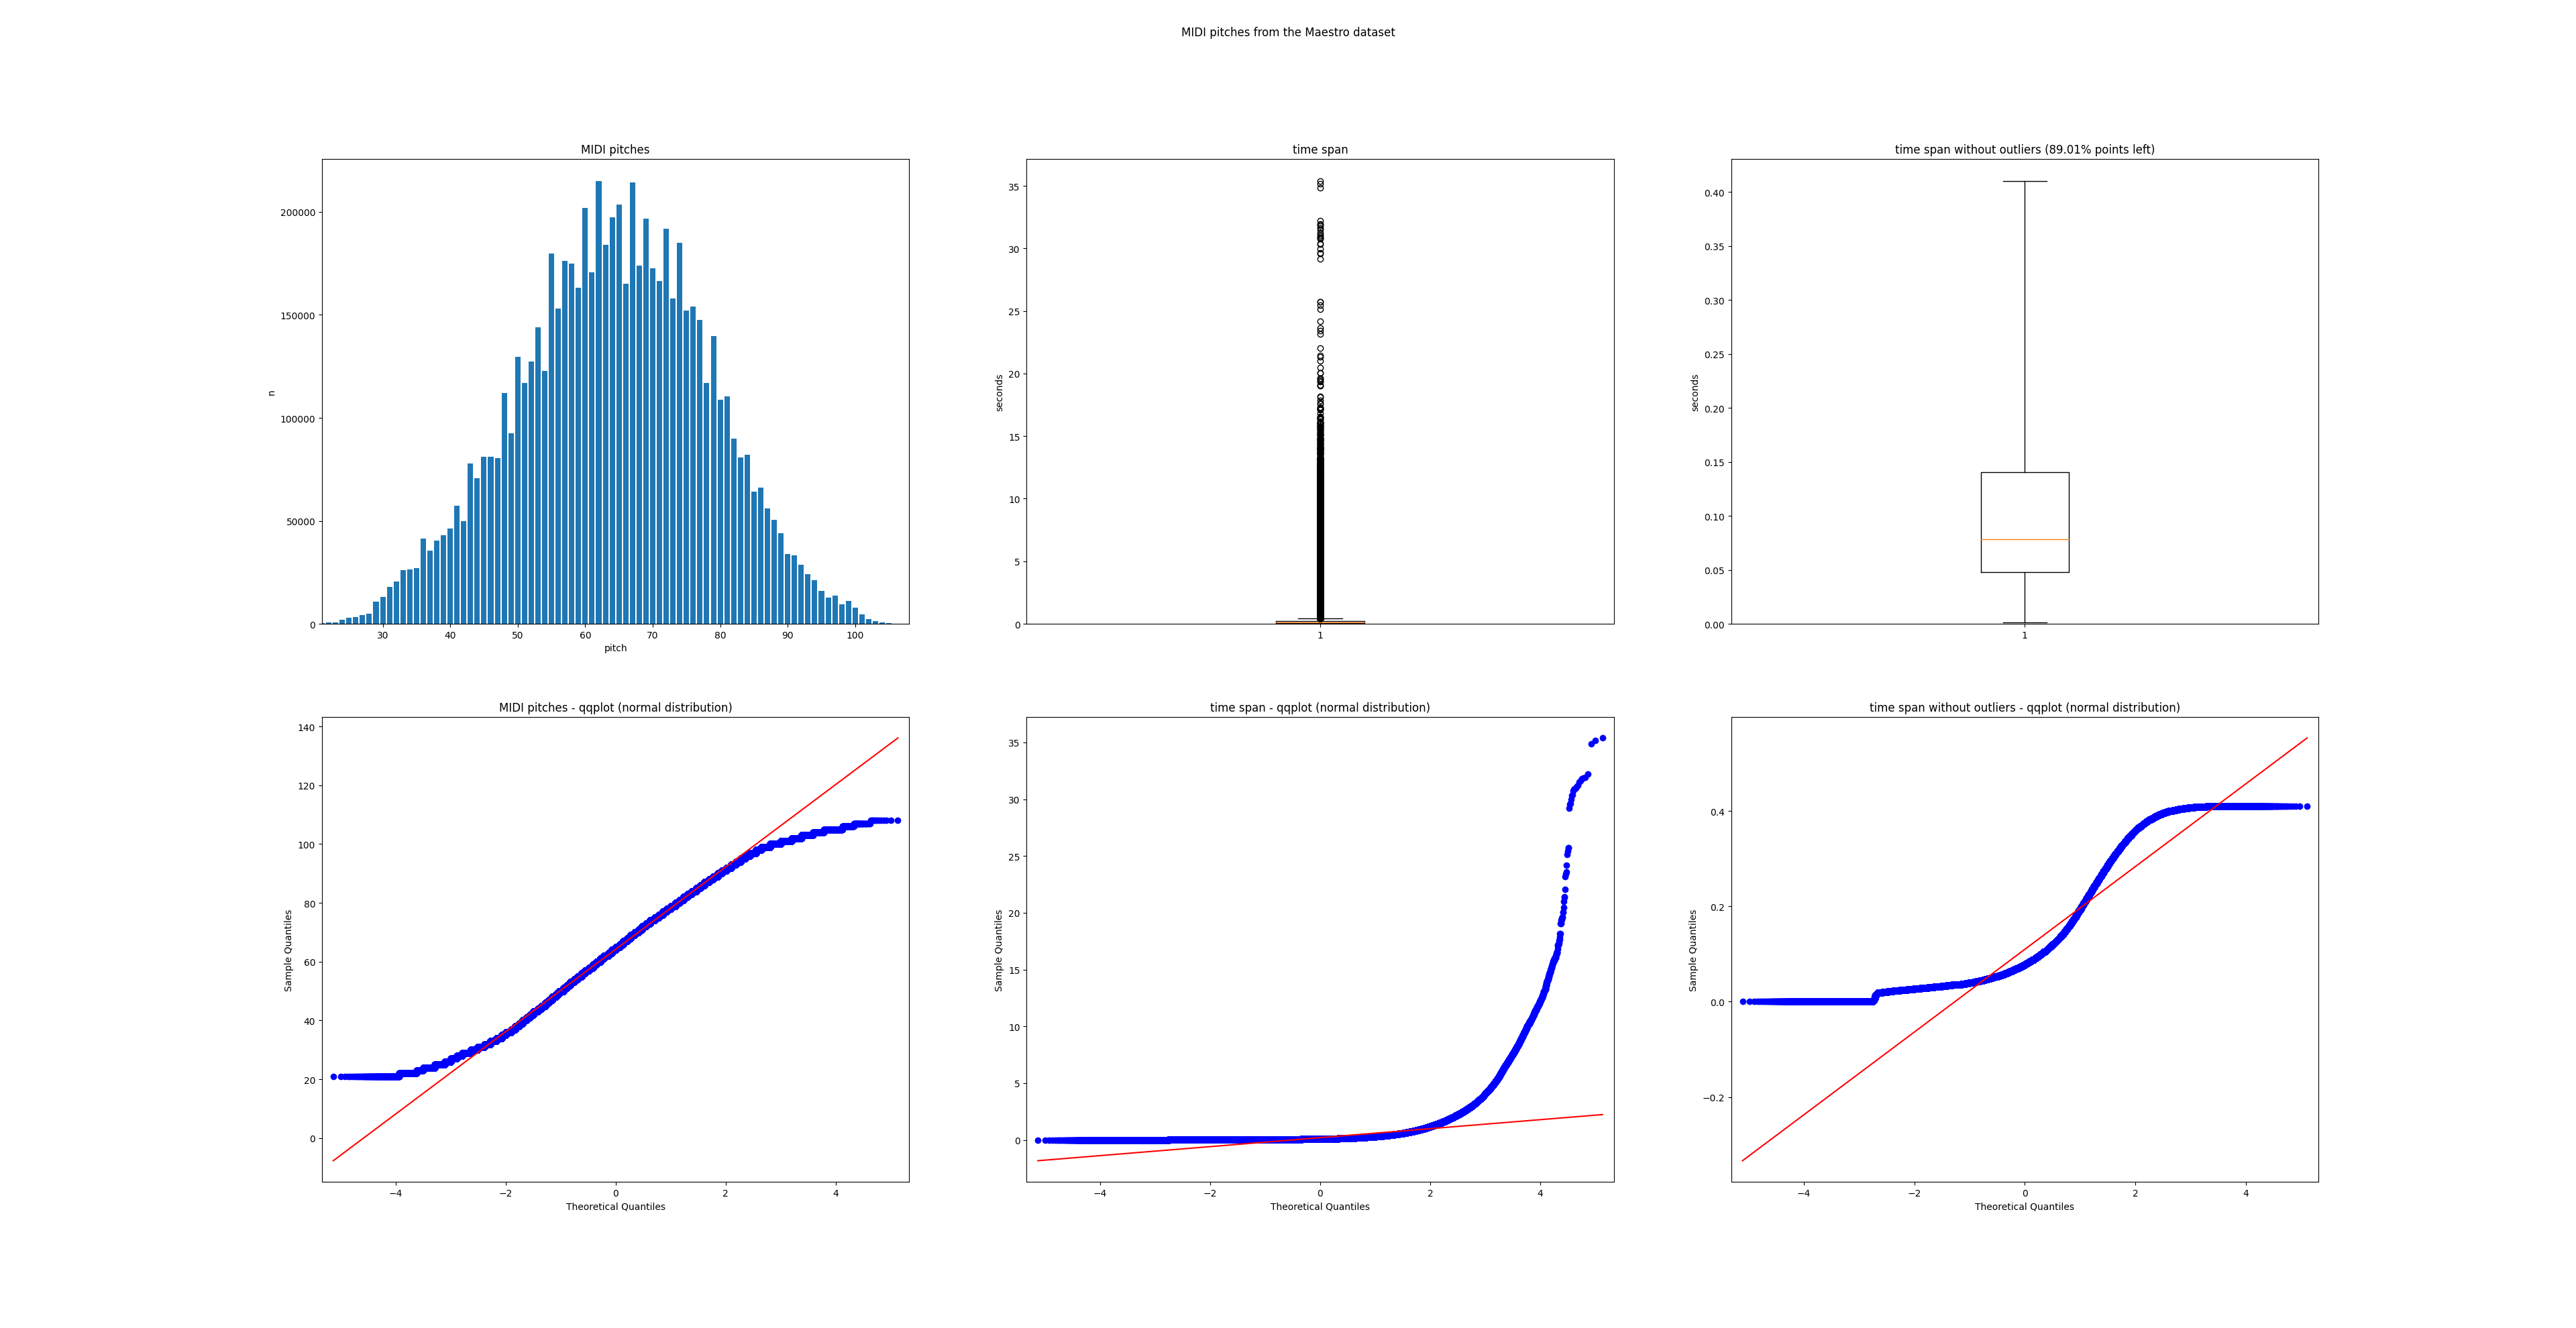 MIDI pitches from the Maestro dataset
MIDI pitches
n
200000
150000
100000
50000
0
30 40 50 60 70 80 90 100
pitch
time span
seconds
35
30
25
20
15
10
5
0
1
time span without outliers (89.01% points left)
seconds
0.40
0.35
0.30
0.25
0.20
0.15
0.10
0.05
0.00
1
MIDI pitches - qqplot (normal distribution)
Sample Quantiles
140
120
100
80
60
40
20
0
−4 −2 0 2 4
Theoretical Quantiles
time span - qqplot (normal distribution)
Sample Quantiles
35
30
25
20
15
10
5
0
−4 −2 0 2 4
Theoretical Quantiles
time span without outliers - qqplot (normal distribution)
Sample Quantiles
0.4
0.2
0.0
−0.2
−4 −2 0 2 4
Theoretical Quantiles